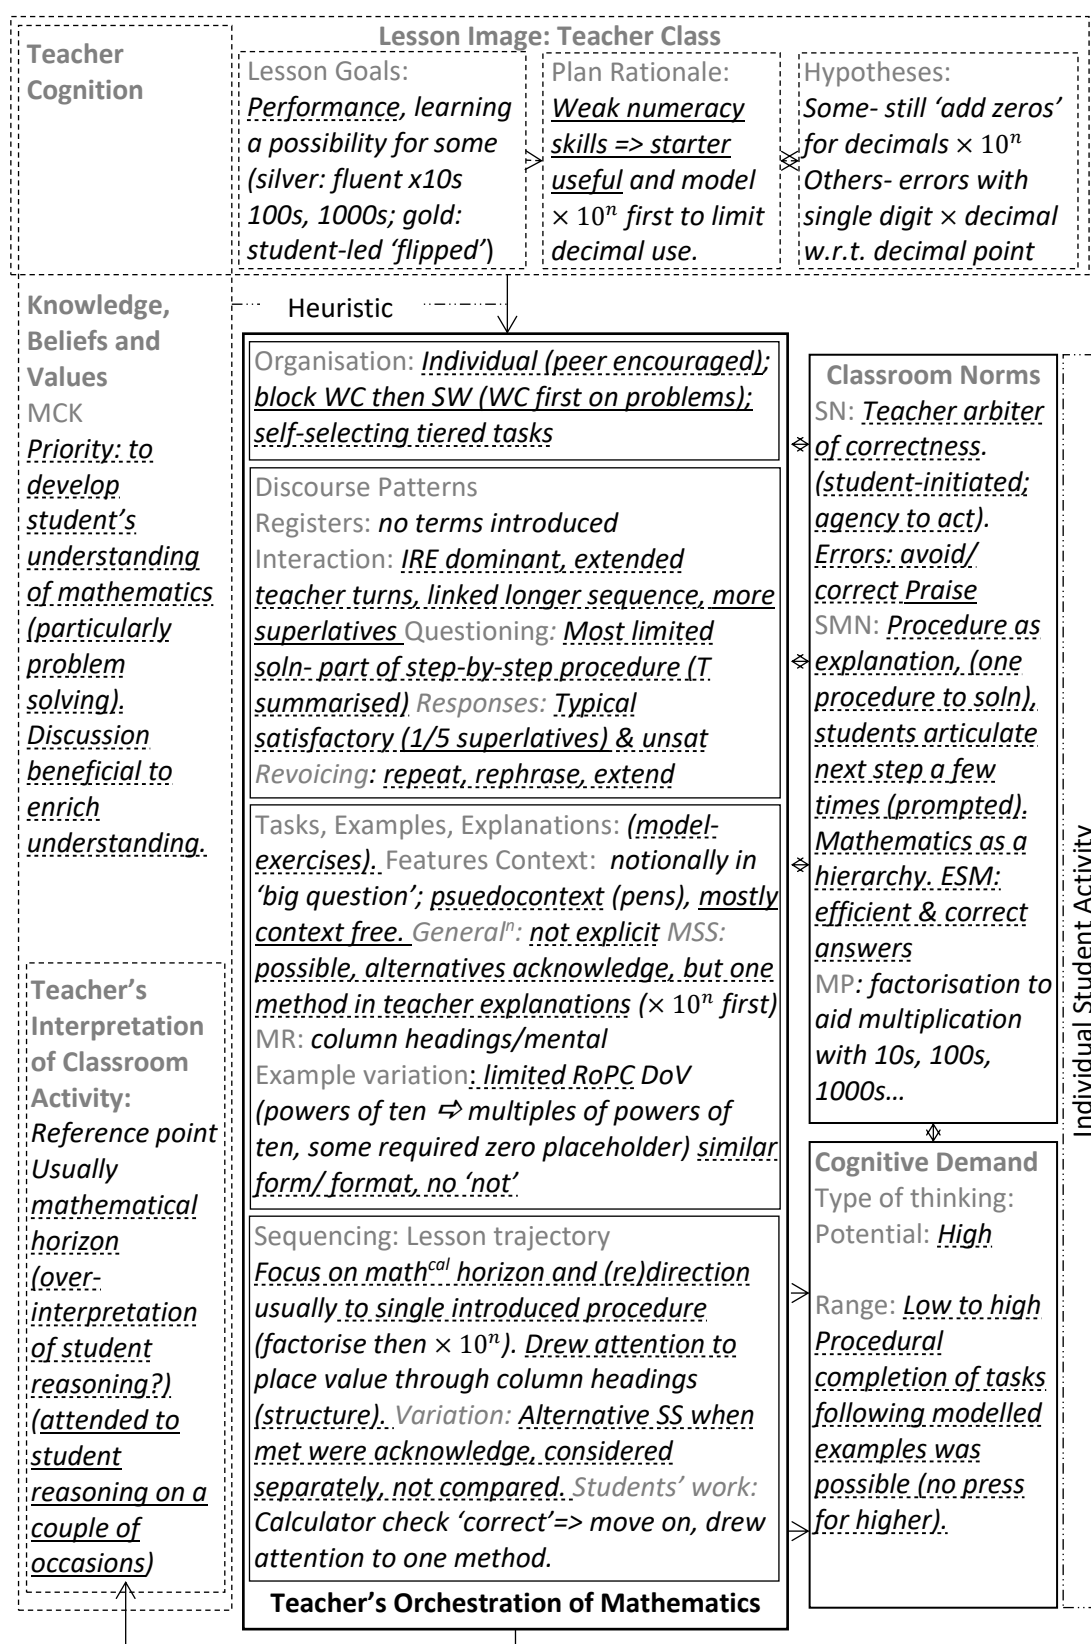 Lesson Image: Teacher Class
Teacher
Cognition
Lesson Goals:
Performance, learning
a possibility for some
(silver: fluent x10s
100s, 1000s; gold:
student-led ‘flipped’)
Plan Rationale:
Weak numeracy
skills => starter
useful and model
× 10ⁿ first to limit
decimal use.
Hypotheses:
Some- still ‘add zeros’
for decimals × 10ⁿ
Others- errors with
single digit × decimal
w.r.t. decimal point
Knowledge,
Beliefs and
Values
MCK
Priority: to
develop
student’s
understanding
of mathematics
(particularly
problem
solving).
Discussion
beneficial to
enrich
understanding.
Teacher’s
Interpretation
of Classroom
Activity:
Reference point
Usually
mathematical
horizon
(over-
interpretation
of student
reasoning?)
(attended to
student
reasoning on a
couple of
occasions)
Heuristic
Organisation: Individual (peer encouraged);
block WC then SW (WC first on problems);
self-selecting tiered tasks
Discourse Patterns
Registers: no terms introduced
Interaction: IRE dominant, extended
teacher turns, linked longer sequence, more
superlatives Questioning: Most limited
soln- part of step-by-step procedure (T
summarised) Responses: Typical
satisfactory (1/5 superlatives) & unsat
Revoicing: repeat, rephrase, extend
Tasks, Examples, Explanations: (model-
exercises). Features Context: notionally in
‘big question’; psuedocontext (pens), mostly
context free. Generalⁿ: not explicit MSS:
possible, alternatives acknowledge, but one
method in teacher explanations (× 10ⁿ first)
MR: column headings/mental
Example variation: limited RoPC DoV
(powers of ten ⇨ multiples of powers of
ten, some required zero placeholder) similar
form/ format, no ‘not’
Sequencing: Lesson trajectory
Focus on mathᶜᵃˡ horizon and (re)direction
usually to single introduced procedure
(factorise then × 10ⁿ). Drew attention to
place value through column headings
(structure). Variation: Alternative SS when
met were acknowledge, considered
separately, not compared. Students’ work:
Calculator check ‘correct’=> move on, drew
attention to one method.
Teacher’s Orchestration of Mathematics
Classroom Norms
SN: Teacher arbiter
of correctness.
(student-initiated;
agency to act).
Errors: avoid/
correct Praise
SMN: Procedure as
explanation, (one
procedure to soln),
students articulate
next step a few
times (prompted).
Mathematics as a
hierarchy. ESM:
efficient & correct
answers
MP: factorisation to
aid multiplication
with 10s, 100s,
1000s…
Cognitive Demand
Type of thinking:
Potential: High
Range: Low to high
Procedural
completion of tasks
following modelled
examples was
possible (no press
for higher).
Individual Student Activity